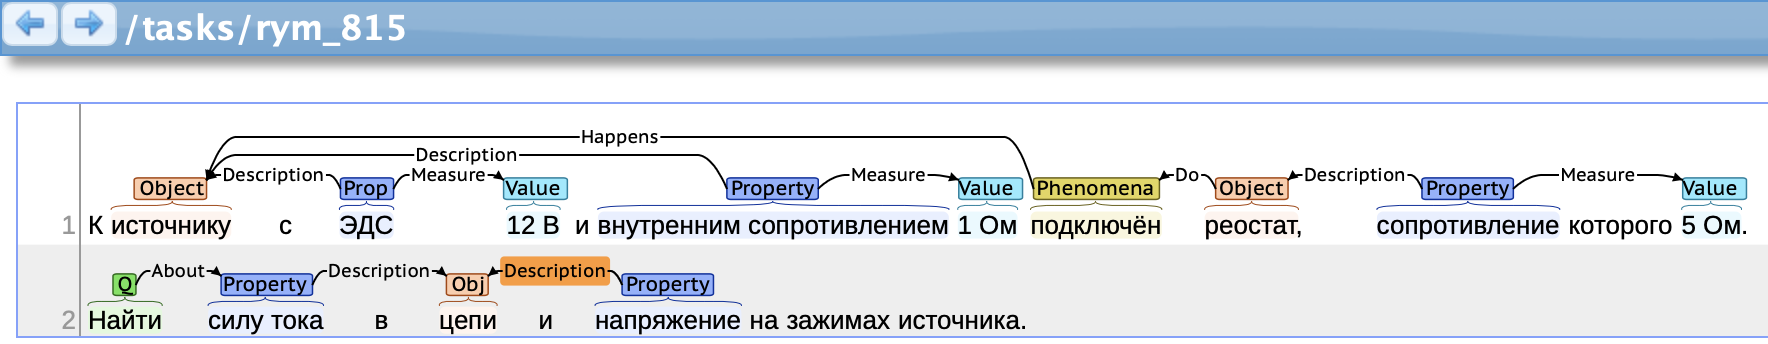 /tasks/rym_815
Happens
Description
Description Measure Measure Do Description Measure
Object Prop Value Property Value Phenomena Object Property Value
1 К источнику с ЭДС 12 В и внутренним сопротивлением 1 Ом подключён реостат, сопротивление которого 5 Ом.
About Description Description
Q Property Obj Property
2 Найти силу тока в цепи и напряжение на зажимах источника.